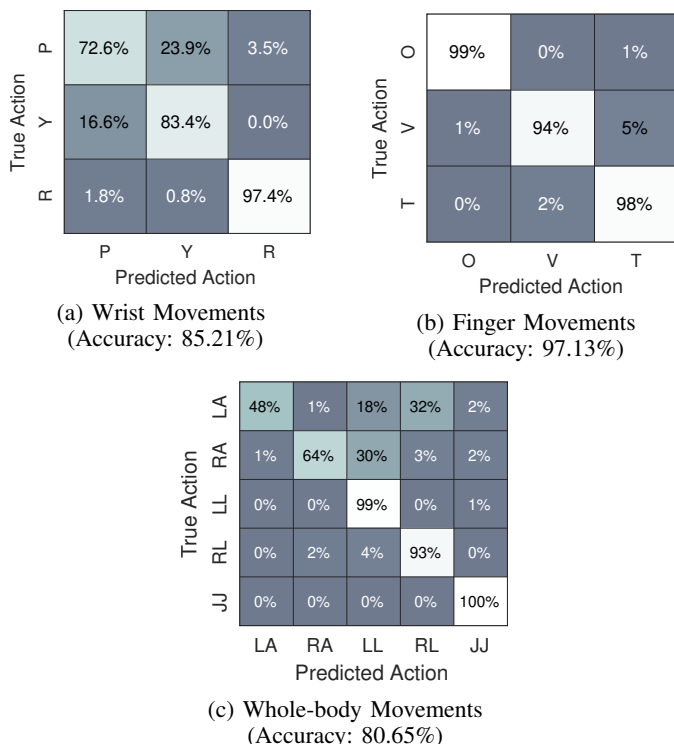 True Action
P 72.6% 23.9% 3.5%
Y 16.6% 83.4% 0.0%
R 1.8% 0.8% 97.4%
P Y R
Predicted Action
(a) Wrist Movements
(Accuracy: 85.21%)
True Action
O 99% 0% 1%
V 1% 94% 5%
T 0% 2% 98%
O V T
Predicted Action
(b) Finger Movements
(Accuracy: 97.13%)
True Action
LA 48% 1% 18% 32% 2%
RA 1% 64% 30% 3% 2%
LL 0% 0% 99% 0% 1%
RL 0% 2% 4% 93% 0%
JJ 0% 0% 0% 0% 100%
LA RA LL RL JJ
Predicted Action
(c) Whole-body Movements
(Accuracy: 80.65%)